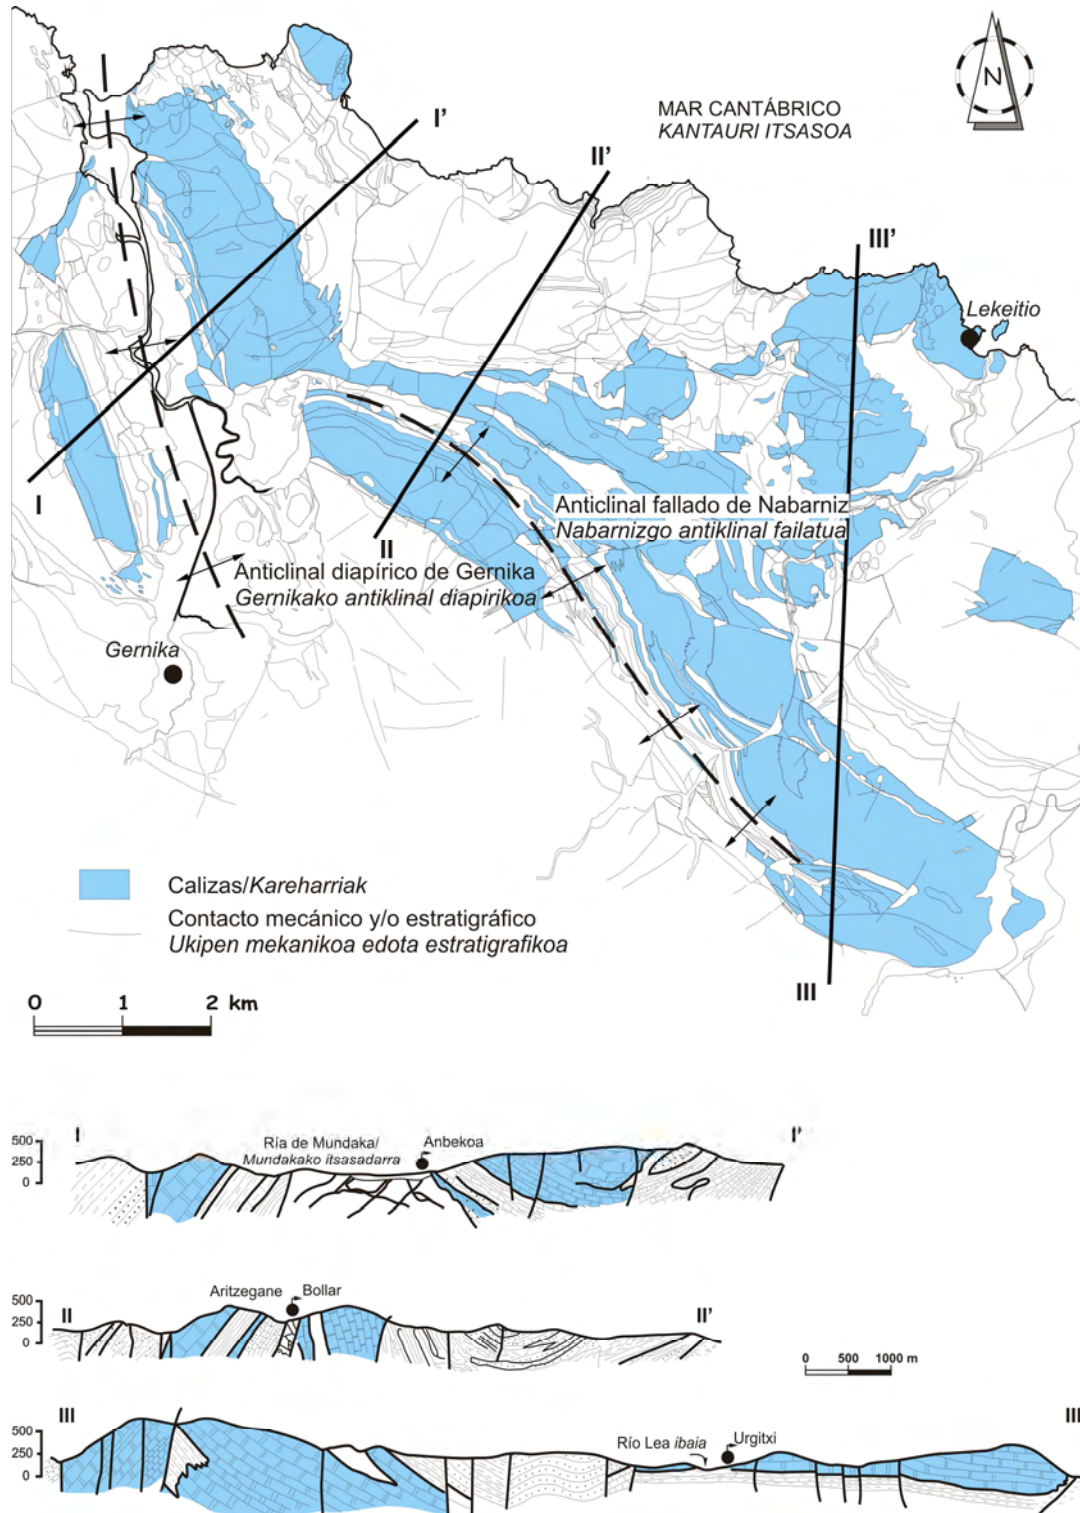 N
MAR CANTÁBRICO
KANTAURI ITSASOA
I'
II'
III'
Lekeitio
I
II
Anticlinal fallado de Nabarniz
Nabarnizgo antiklinal failatua
Anticlinal diapírico de Gernika
Gernikako antiklinal diapirikoa
Gernika
Calizas/Kareharriak
Contacto mecánico y/o estratigráfico
Ukipen mekanikoa edota estratigrafikoa
III
0 1 2 km
I
I'
500
250
0
Ría de Mundaka/
Mundakako itsasadarra
Anbekoa
II
II'
500
250
0
Aritzegane
Bollar
0 500 1000 m
III
III
500
250
0
Río Lea ibaia
Urgitxi